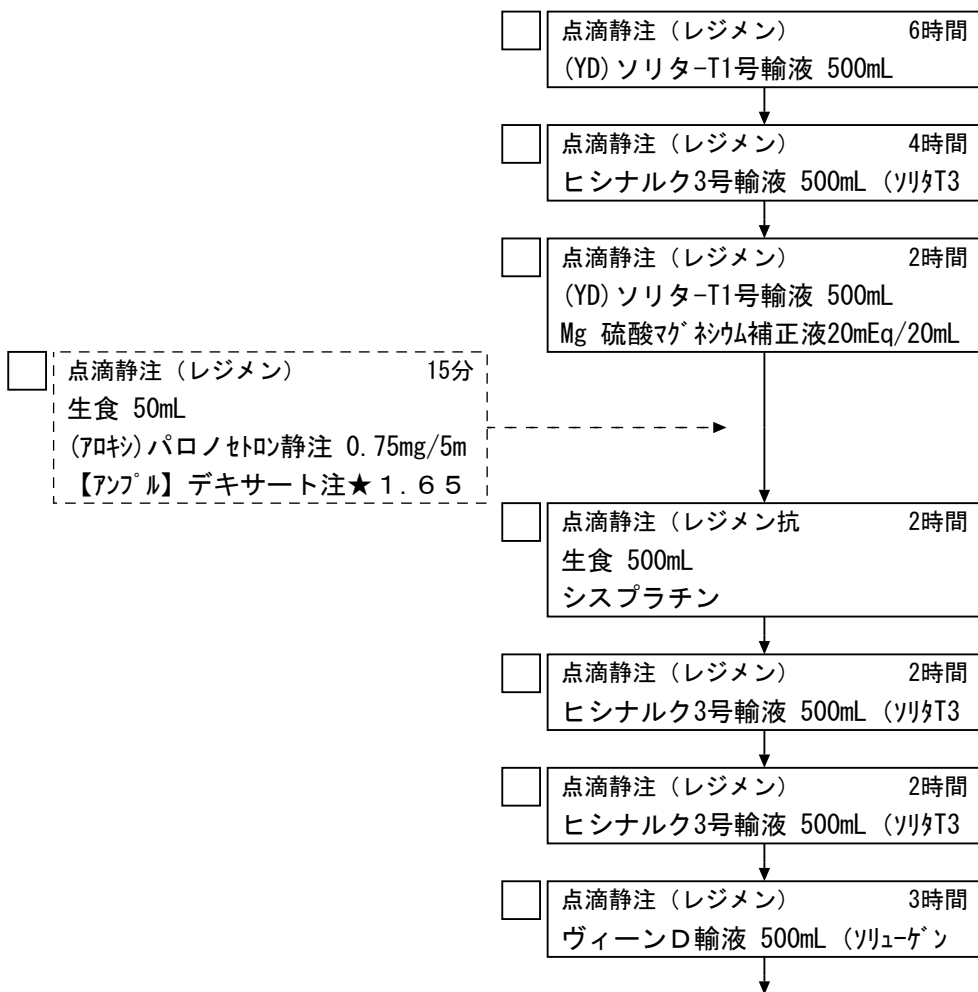 点滴静注（レジメン） 6時間
(YD)ソリタ-T1号輸液 500mL
点滴静注（レジメン） 4時間
ヒシナルク3号輸液 500mL（ｿﾘﾀT3
点滴静注（レジメン） 2時間
(YD)ソリタ-T1号輸液 500mL
Mg 硫酸ﾏｸﾞﾈｼｳﾑ補正液20mEq/20mL
点滴静注（レジメン） 15分
生食 50mL
(ｱﾛｷｼ)パロノｾﾄﾛﾝ静注 0.75mg/5m
【ｱﾝﾌﾟﾙ】デキサート注★１.６５
点滴静注（レジメン抗 2時間
生食 500mL
シスプラチン
点滴静注（レジメン） 2時間
ヒシナルク3号輸液 500mL（ｿﾘﾀT3
点滴静注（レジメン） 2時間
ヒシナルク3号輸液 500mL（ｿﾘﾀT3
点滴静注（レジメン） 3時間
ヴィーンＤ輸液 500mL（ｿﾘｭｰｹﾞﾝ